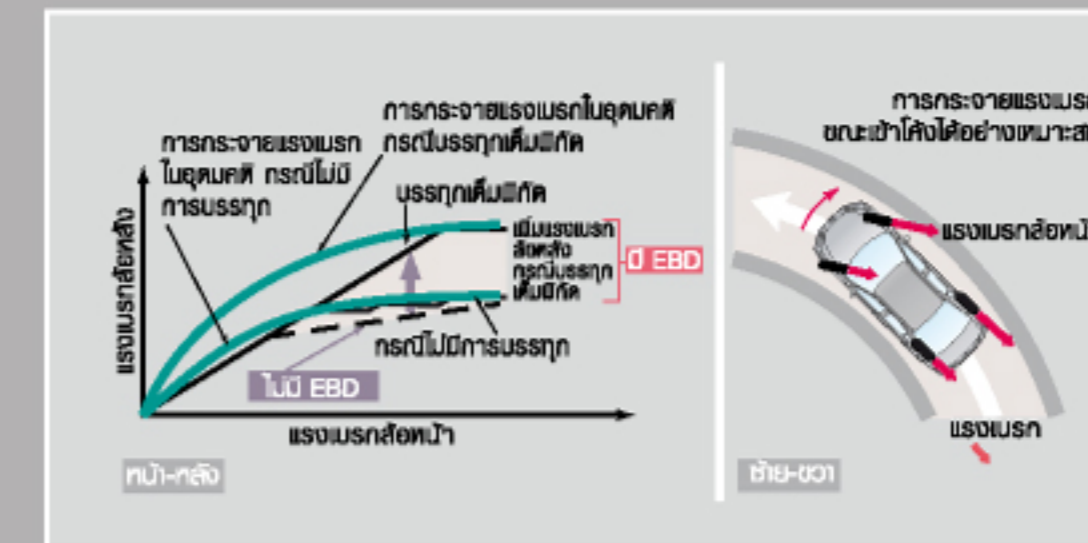 การกระจายแรงเบรกในอุดมคติ
กรณีบรรทุกเต็มพิกัด
การกระจายแรงเบรก
ในอุดมคติ กรณีไม่มี
การบรรทุก
บรรทุกเต็มพิกัด
เพิ่มแรงเบรก
ล้อหลัง
กรณีบรรทุก
เต็มพิกัด
มี EBD
แรงเบรกล้อหลัง
กรณีไม่มีการบรรทุก
ไม่มี EBD
แรงเบรกล้อหน้า
หน้า-หลัง
การกระจายแรงเบรก
ขณะเข้าโค้งได้อย่าง
แรงเบรกล้อหน้
แรงเบรก
ซ้าย-ขวา